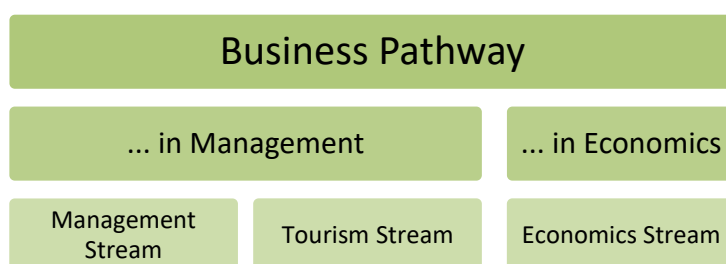 Business Pathway
... in Management
... in Economics
Management
Stream
Tourism Stream
Economics Stream